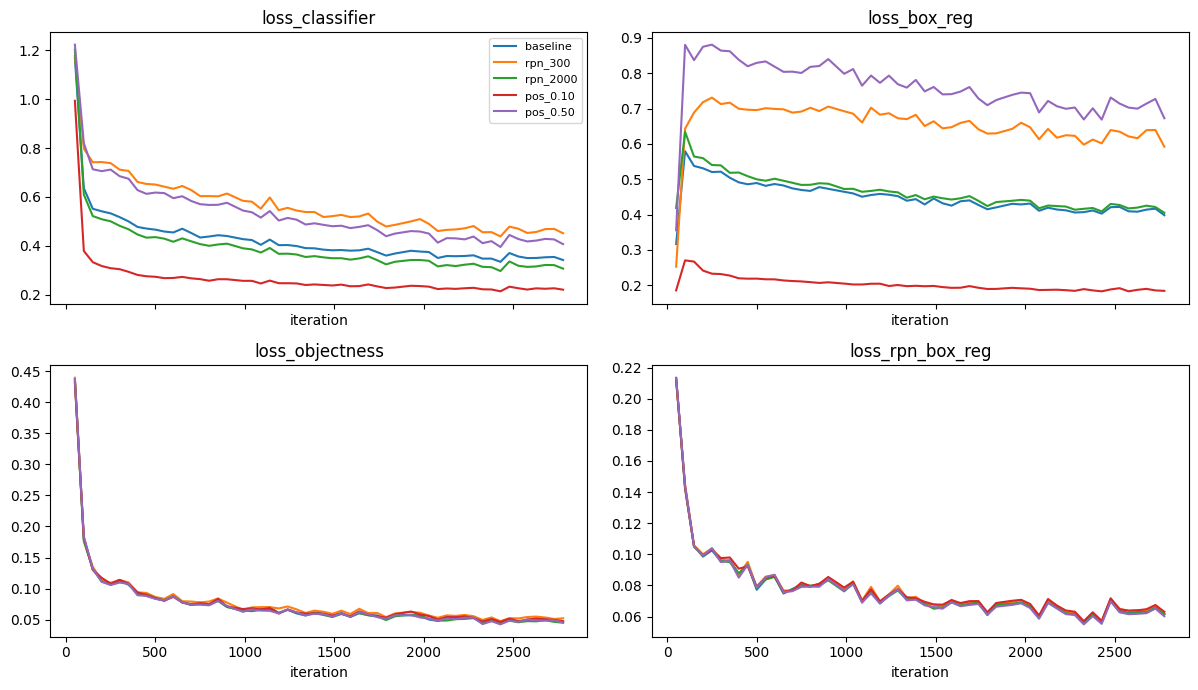 loss_classifier
1.2
1.0
0.8
0.6
0.4
0.2
baseline
rpn_300
rpn_2000
pos_0.10
pos_0.50
iteration
loss_box_reg
0.9
0.8
0.7
0.6
0.5
0.4
0.3
0.2
iteration
loss_objectness
0.45
0.40
0.35
0.30
0.25
0.20
0.15
0.10
0.05
0 500 1000 1500 2000 2500
iteration
loss_rpn_box_reg
0.22
0.20
0.18
0.16
0.14
0.12
0.10
0.08
0.06
0 500 1000 1500 2000 2500
iteration